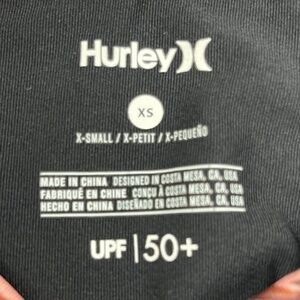 Hurley
XS
X-SMALL / X-PETIT / X-PEQUEÑO
MADE IN CHINA DESIGNED IN COSTA MESA, CA, USA
FABRIQUÉ EN CHINE CONÇU À COSTA MESA, CA, USA
HECHO EN CHINA DISEÑADO EN COSTA MESA, CA, USA
UPF | 50+